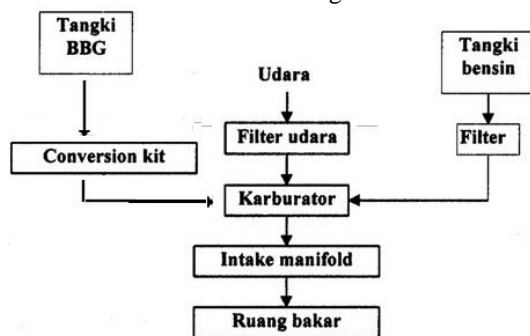 Tangki
BBG
Udara
Tangki
bensin
Filter udara
Filter
Conversion kit
Karburator
Intake manifold
Ruang bakar